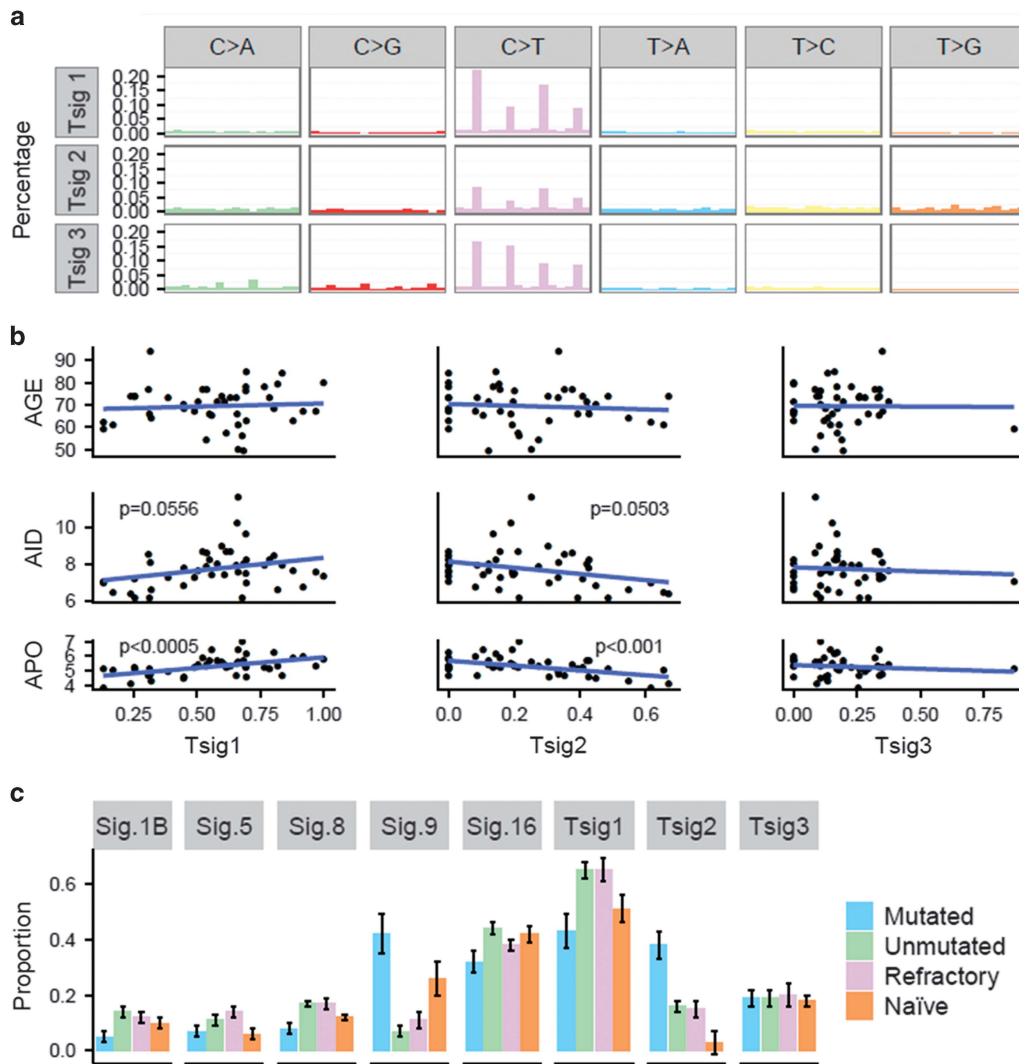 a
C>A C>G C>T T>A T>C T>G
Percentage
Tsig 1
0.20
0.15
0.10
0.05
0.00
Tsig 2
0.20
0.15
0.10
0.05
0.00
Tsig 3
0.20
0.15
0.10
0.05
0.00
b
AGE
90
80
70
60
50
AID
10
8
6
p=0.0556 p=0.0503
APO
7
6
5
4
p<0.0005 p<0.001
0.25 0.50 0.75 1.00 0.0 0.2 0.4 0.6 0.00 0.25 0.50 0.75
Tsig1 Tsig2 Tsig3
c
Sig.1B Sig.5 Sig.8 Sig.9 Sig.16 Tsig1 Tsig2 Tsig3
Proportion
0.6
0.4
0.2
0.0
Mutated
Unmutated
Refractory
Naïve